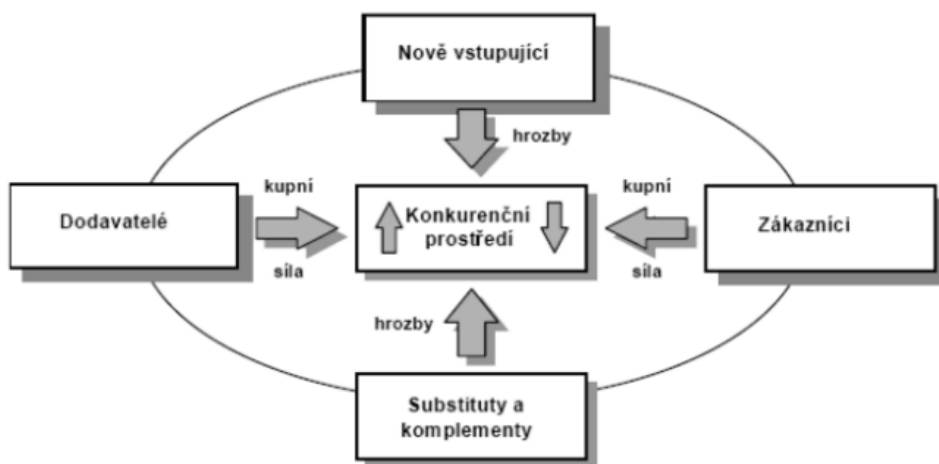 Nově vstupující
hrozby
kupní
síla
Dodavatelé
Konkurenční
prostředí
kupní
síla
Zákazníci
hrozby
Substituty a
komplementy